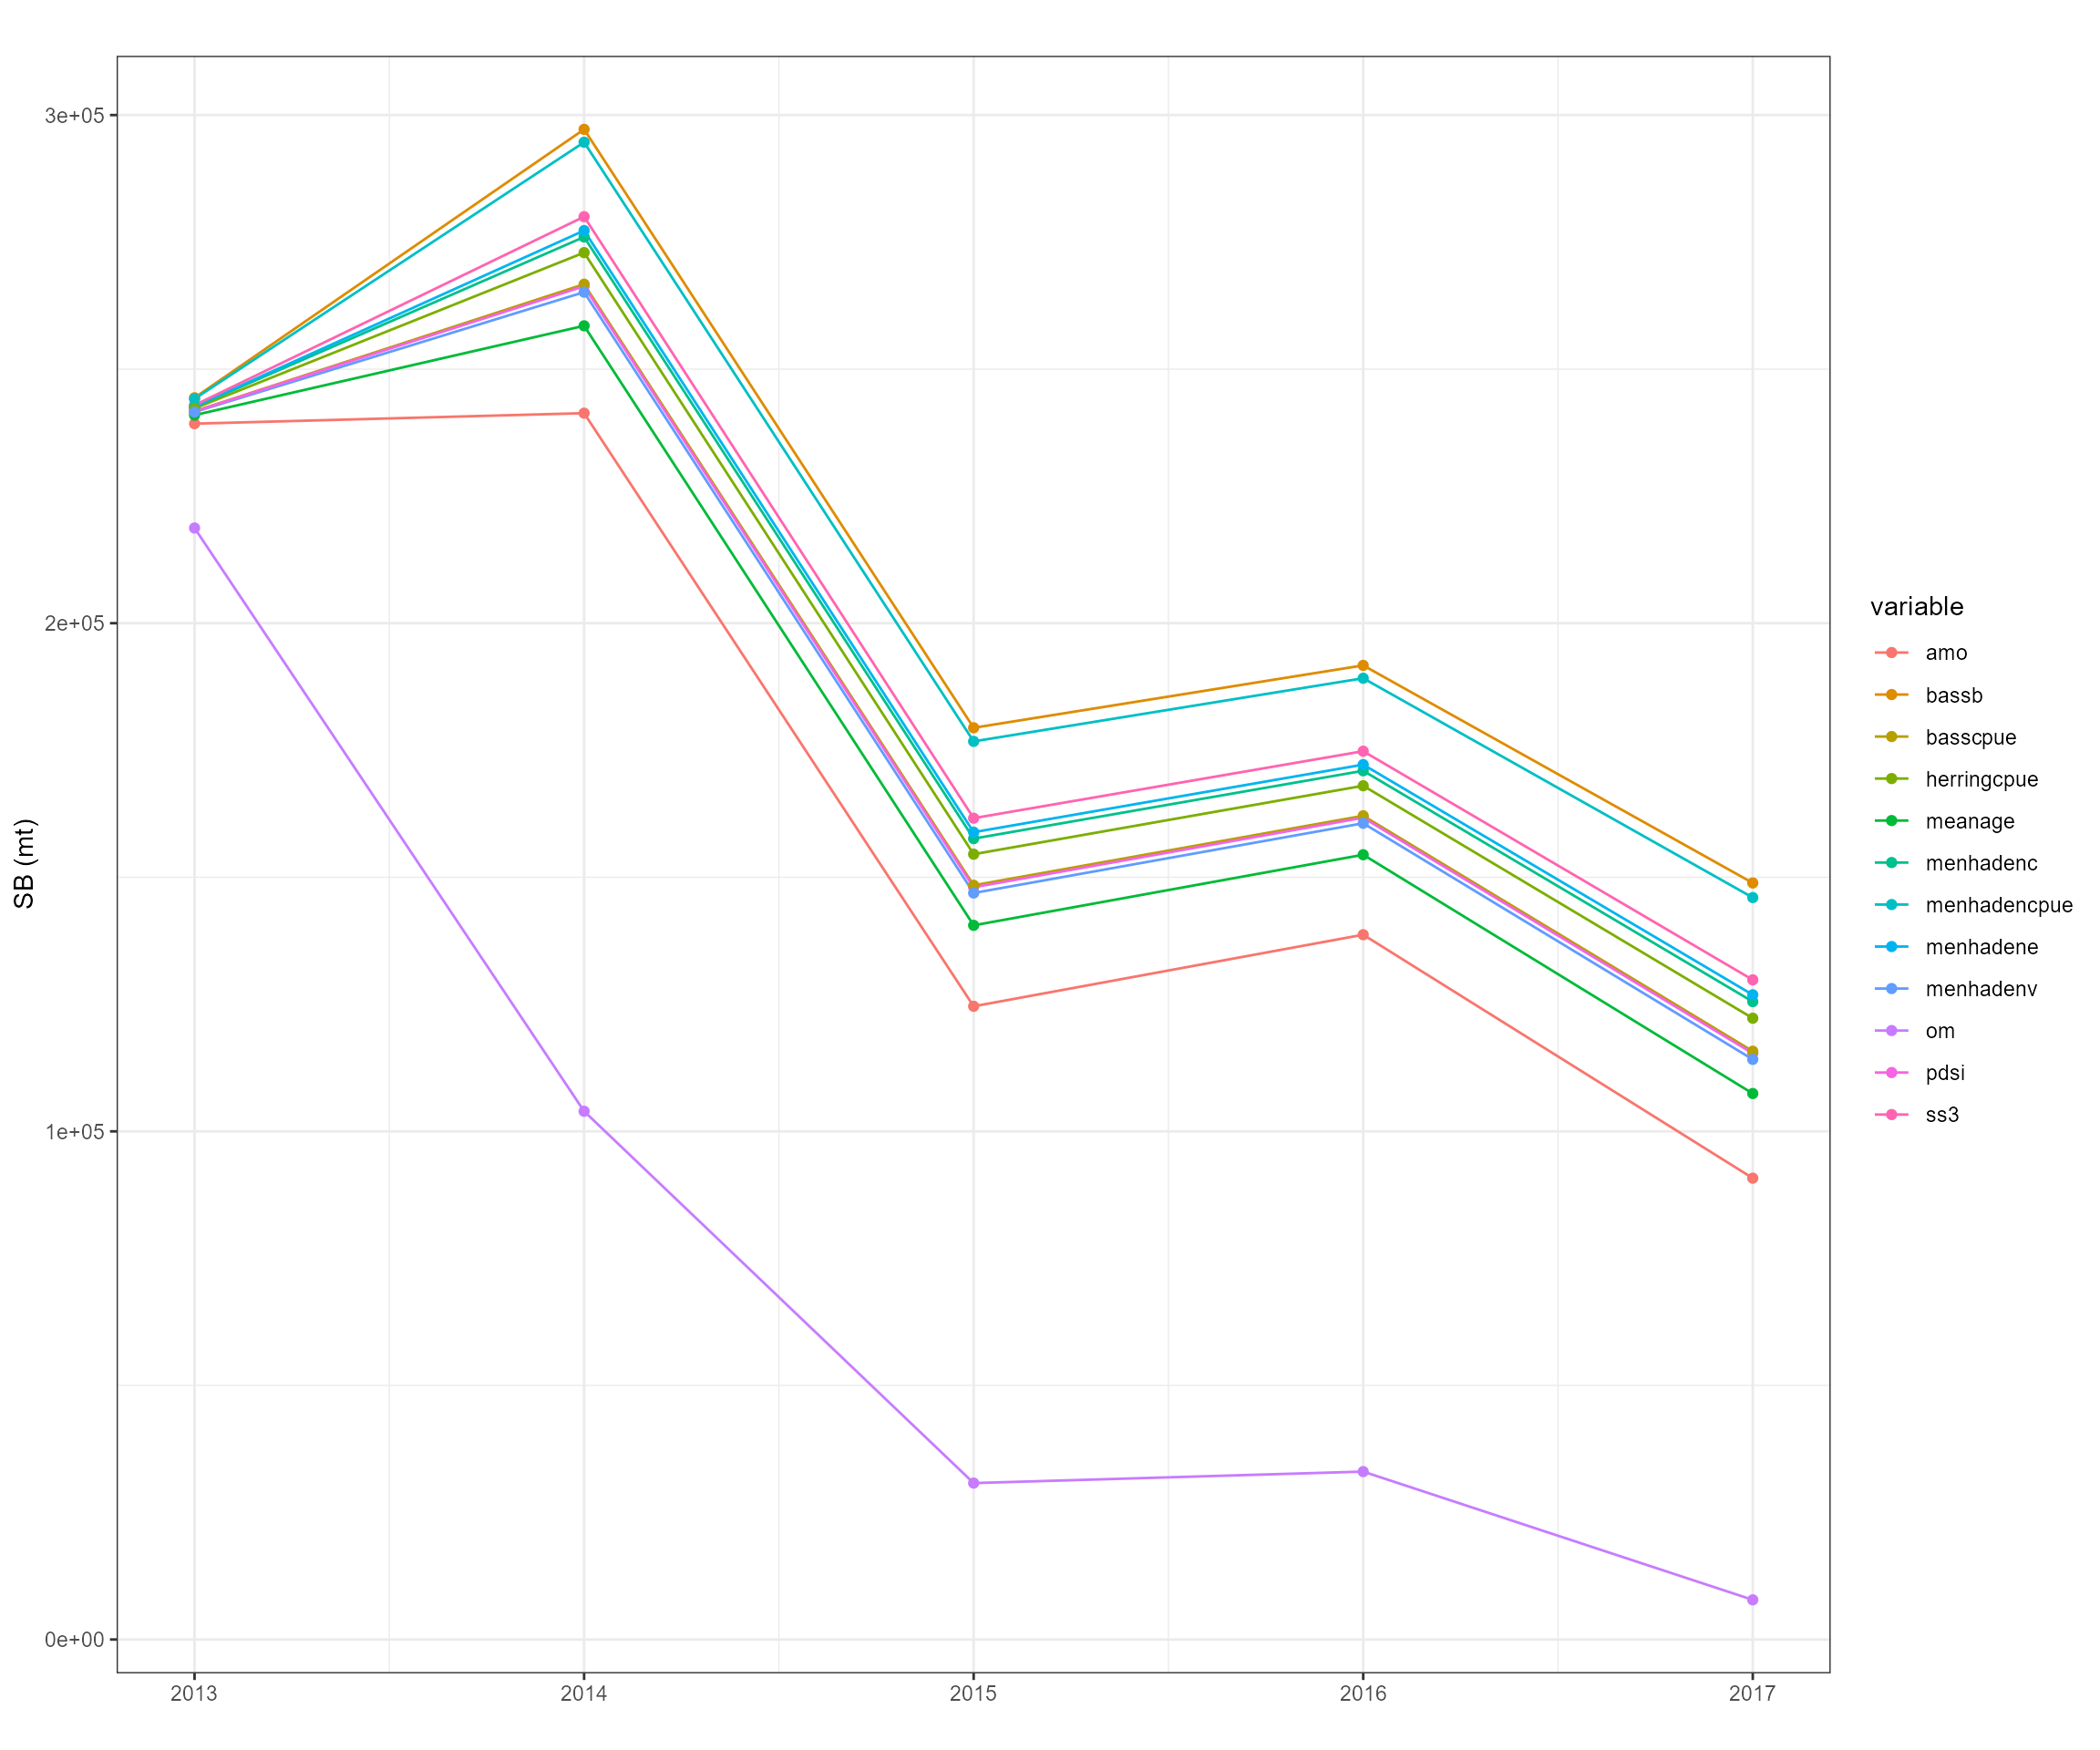 3e+05
2e+05
1e+05
0e+00
SB (mt)
2013 2014 2015 2016 2017
variable
amo
bassb
basscpue
herringcpue
meanage
menhadenc
menhadencpue
menhadene
menhadenv
om
pdsi
ss3